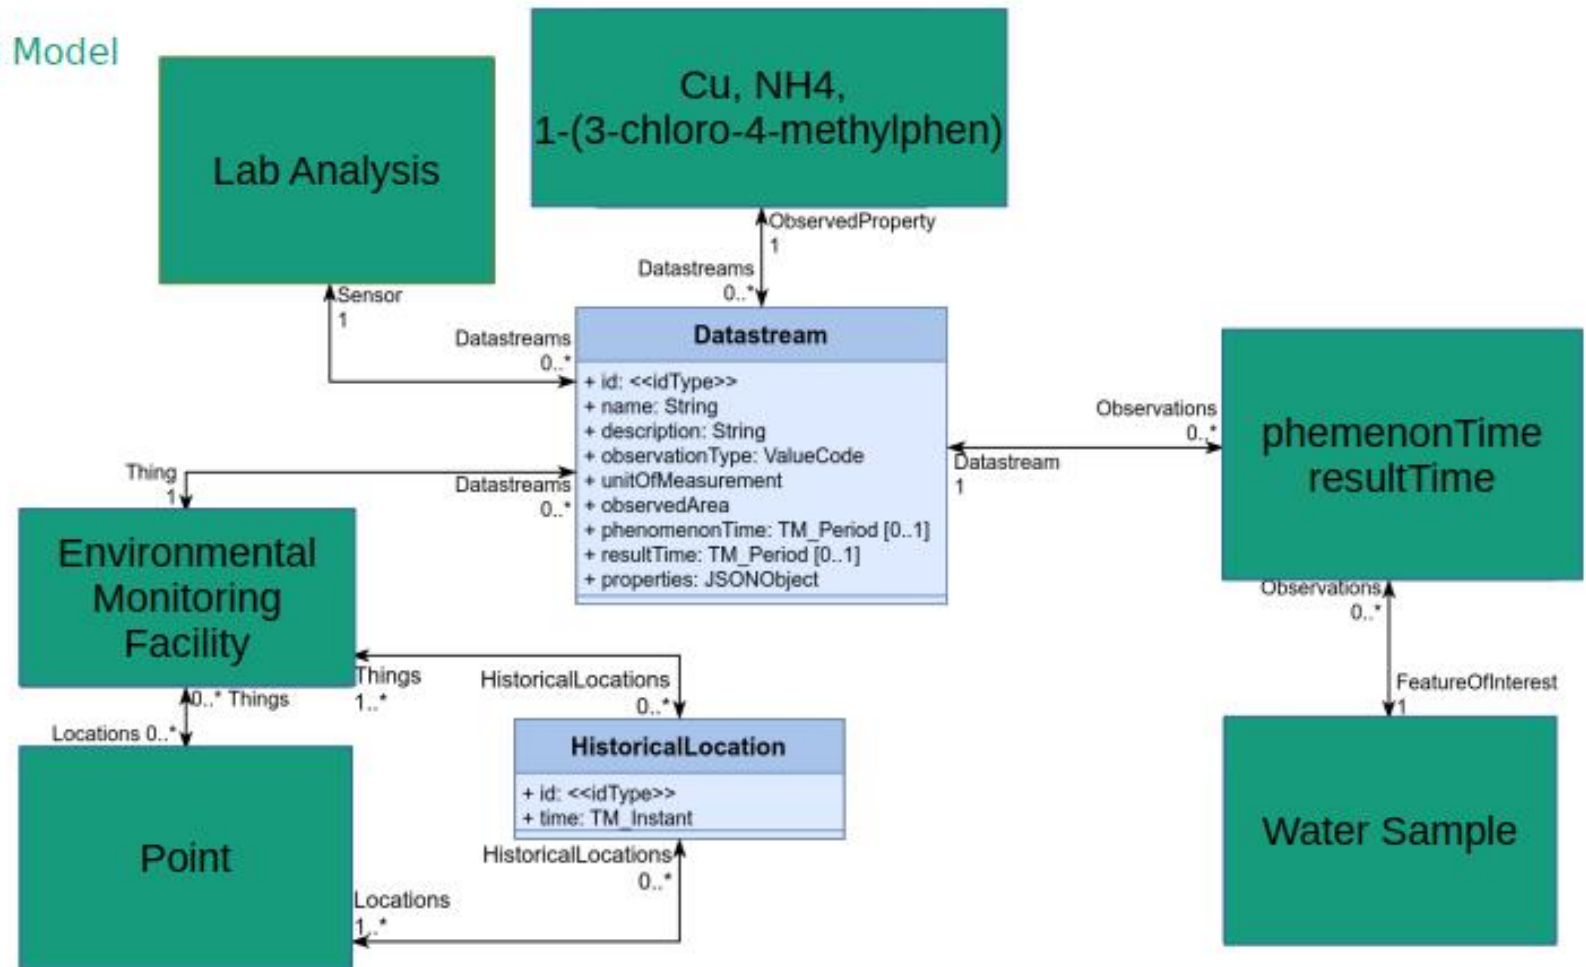 Model
Lab Analysis
Cu, NH4,
1-(3-chloro-4-methylphen)
ObservedProperty
1
Datastreams
0..*
Sensor
1
Datastreams
0..*
Datastream
+ id: <<idType>>
+ name: String
+ description: String
+ observationType: ValueCode
+ unitOfMeasurement
+ observedArea
+ phenomenonTime: TM_Period [0..1]
+ resultTime: TM_Period [0..1]
+ properties: JSONObject
Observations
0..*
Datastream
1
phemenonTime
resultTime
Thing
1
Datastreams
0..*
Environmental
Monitoring
Facility
Things
1..*
HistoricalLocations
0..*
0..* Things
Locations 0..*
HistoricalLocation
+ id: <<idType>>
+ time: TM_Instant
HistoricalLocations
0..*
Locations
1..*
Point
Observations
0..*
FeatureOfInterest
1
Water Sample